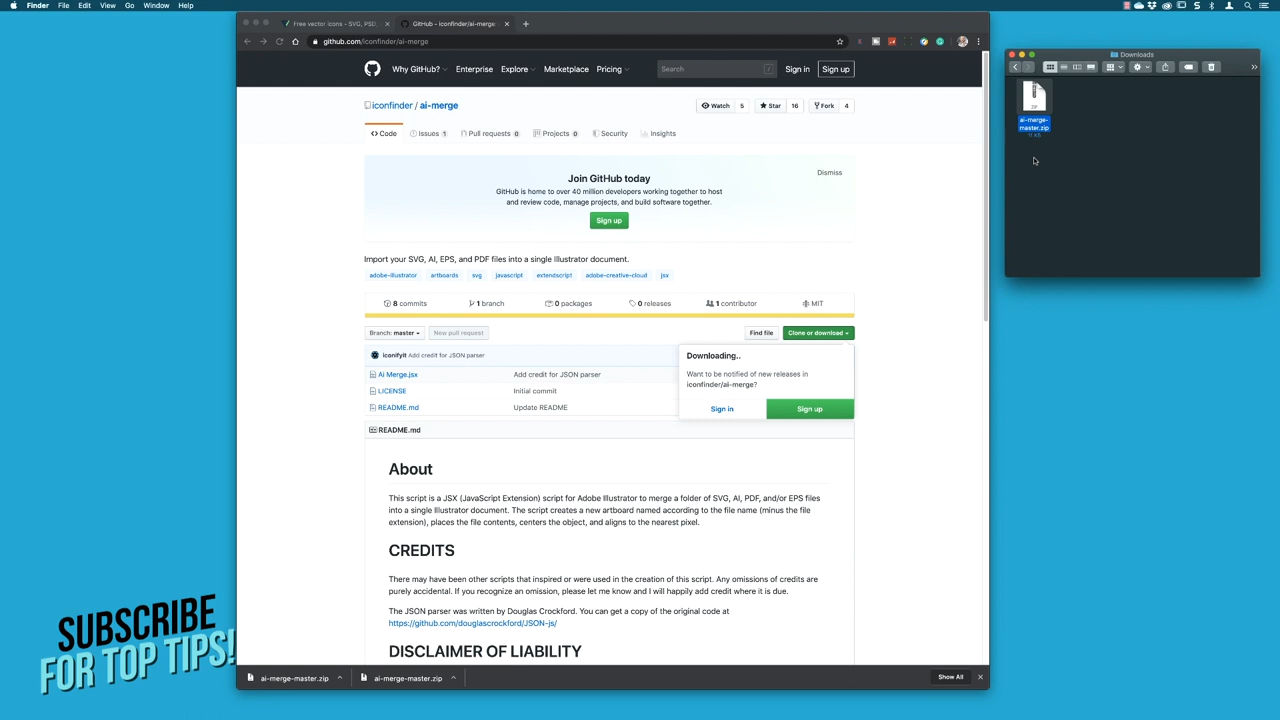 Finder File Edit View Go Window Help
Free vector icons - SVG, PSD,
GitHub - iconfinder/ai-merge:
github.com/iconfinder/ai-merge
Downloads
Why GitHub? Enterprise Explore Marketplace Pricing
Search /
Sign in Sign up
ZIP
ai-merge-
master.zip
11 KB
iconfinder / ai-merge
Watch 5 Star 16 Fork 4
Code Issues 1 Pull requests 0 Projects 0 Security Insights
Join GitHub today
Dismiss
GitHub is home to over 40 million developers working together to host
and review code, manage projects, and build software together.
Sign up
Import your SVG, AI, EPS, and PDF files into a single Illustrator document.
adobe-illustrator artboards svg javascript extendscript adobe-creative-cloud jsx
8 commits 1 branch 0 packages 0 releases 1 contributor MIT
Branch: master New pull request Find file Clone or download
iconifyit Add credit for JSON parser
Downloading..
Want to be notified of new releases in
iconfinder/ai-merge?
Sign in Sign up
Ai Merge.jsx Add credit for JSON parser
LICENSE Initial commit
README.md Update README
README.md
About
This script is a JSX (JavaScript Extension) script for Adobe Illustrator to merge a folder of SVG, AI, PDF, and/or EPS files
into a single Illustrator document. The script creates a new artboard named according to the file name (minus the file
extension), places the file contents, centers the object, and aligns to the nearest pixel.
CREDITS
There may have been other scripts that inspired or were used in the creation of this script. Any omissions of credits are
purely accidental. If you recognize an omission, please let me know and I will happily add credit where it is due.
The JSON parser was written by Douglas Crockford. You can get a copy of the original code at
https://github.com/douglascrockford/JSON-js/
DISCLAIMER OF LIABILITY
SUBSCRIBE
FOR TOP TIPS!
ai-merge-master.zip ai-merge-master.zip Show All